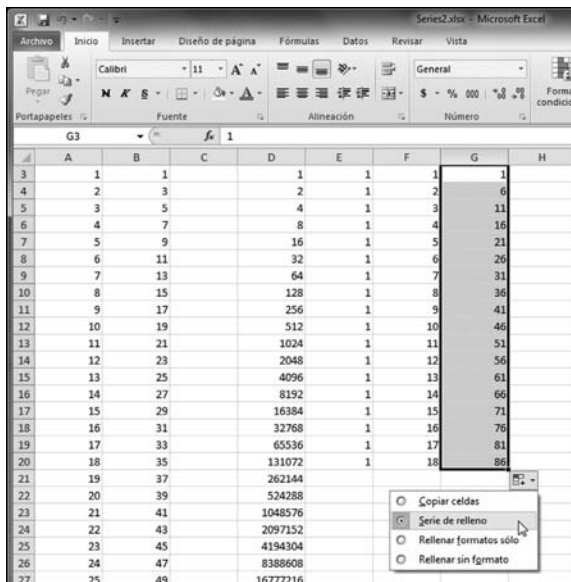 Series2.xlsx - Microsoft Excel
Archivo Inicio Insertar Diseño de página Fórmulas Datos Revisar Vista
Pegar Calibri 11 A A General
N K S A $ % 000 Forma
condicio
Portapapeles Fuente Alineación Número
G3 fx 1
A B C D E F G H
3 1 1 1 1 1 1
4 2 3 2 1 2 6
5 3 5 4 1 3 11
6 4 7 8 1 4 16
7 5 9 16 1 5 21
8 6 11 32 1 6 26
9 7 13 64 1 7 31
10 8 15 128 1 8 36
11 9 17 256 1 9 41
12 10 19 512 1 10 46
13 11 21 1024 1 11 51
14 12 23 2048 1 12 56
15 13 25 4096 1 13 61
16 14 27 8192 1 14 66
17 15 29 16384 1 15 71
18 16 31 32768 1 16 76
19 17 33 65536 1 17 81
20 18 35 131072 1 18 86
21 19 37 262144
22 20 39 524288
23 21 41 1048576
24 22 43 2097152
25 23 45 4194304
26 24 47 8388608
27 25 49 16777216
Copiar celdas
Serie de relleno
Rellenar formatos sólo
Rellenar sin formato